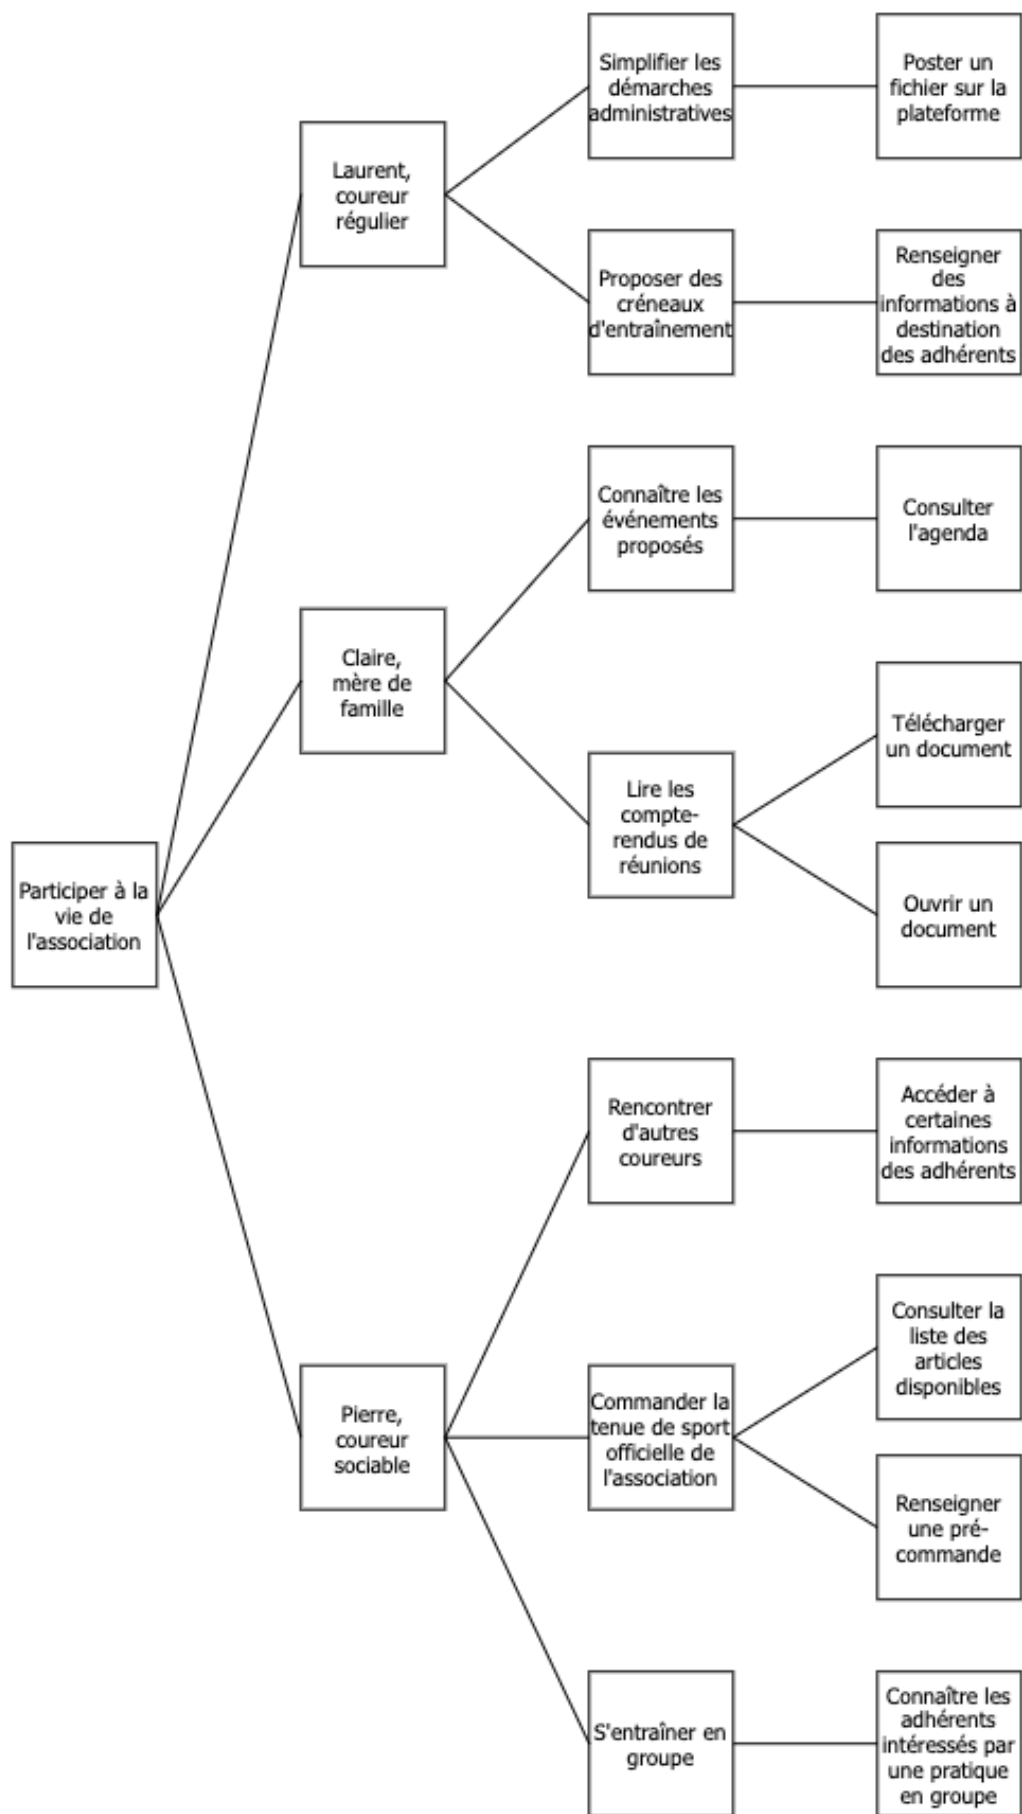 Simplifier les
démarches
administratives
Poster un
fichier sur la
plateforme
Laurent,
coureur
régulier
Proposer des
créneaux
d'entraînement
Renseigner
des
informations à
destination
des adhérents
Connaître les
événements
proposés
Consulter
l'agenda
Claire,
mère de
famille
Télécharger
un document
Lire les
compte-
rendus de
réunions
Ouvrir un
document
Participer à la
vie de
l'association
Rencontrer
d'autres
coureurs
Accéder à
certaines
informations
des adhérents
Consulter la
liste des
articles
disponibles
Pierre,
coureur
sociable
Commander la
tenue de sport
officielle de
l'association
Renseigner
une pré-
commande
S'entraîner en
groupe
Connaître les
adhérents
intéressés par
une pratique
en groupe